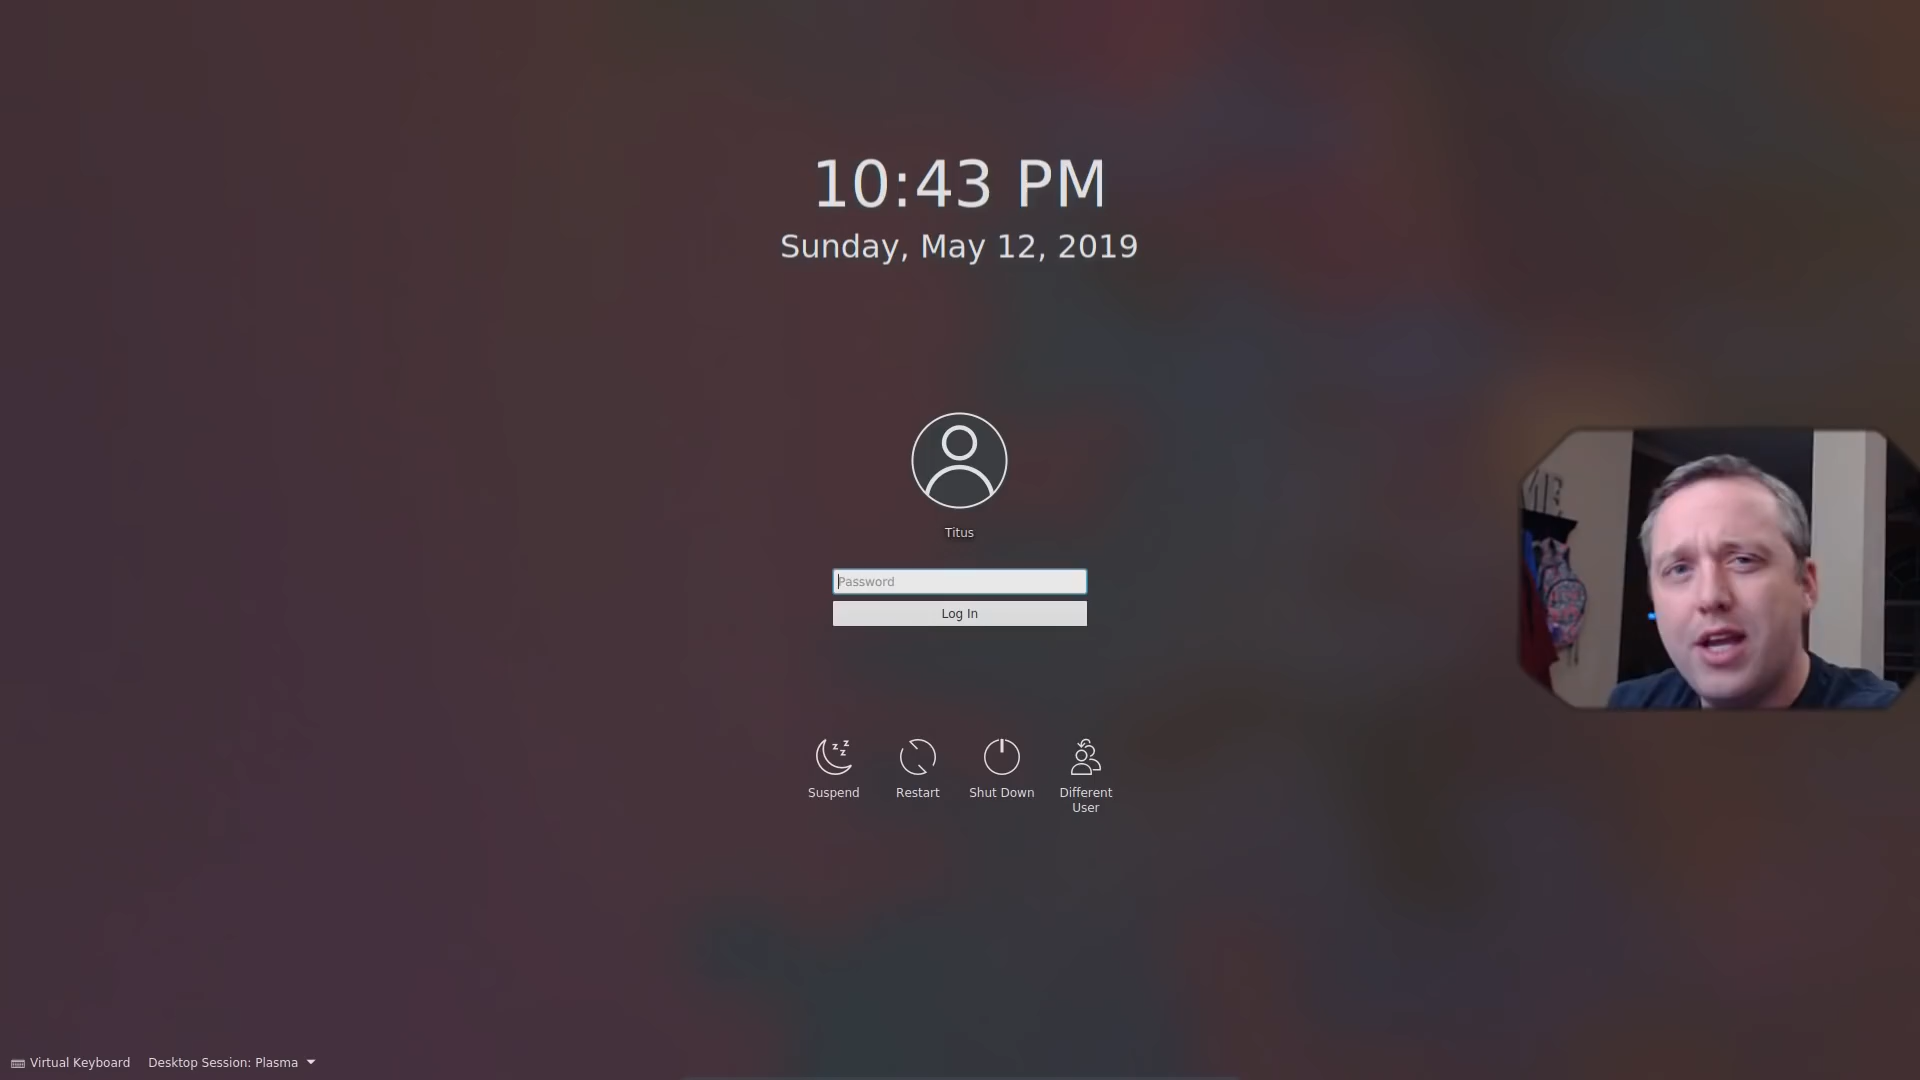 10:43 PM
Sunday, May 12, 2019
Titus
Password
Log In
Suspend
Restart
Shut Down
Different
User
Virtual Keyboard
Desktop Session: Plasma